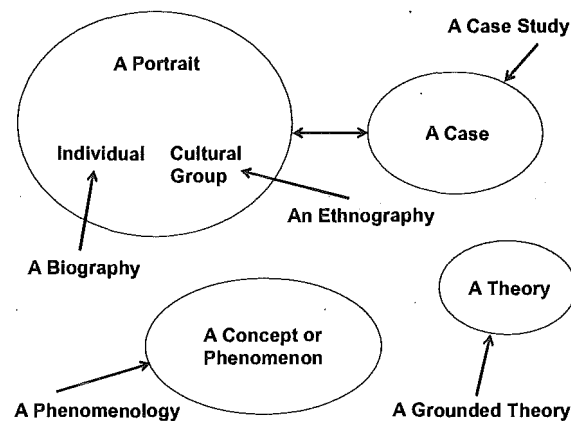 A Case Study
A Portrait
A Case
Individual
Cultural
Group
An Ethnography
A Biography
A Theory
A Concept or
Phenomenon
A Phenomenology
A Grounded Theory